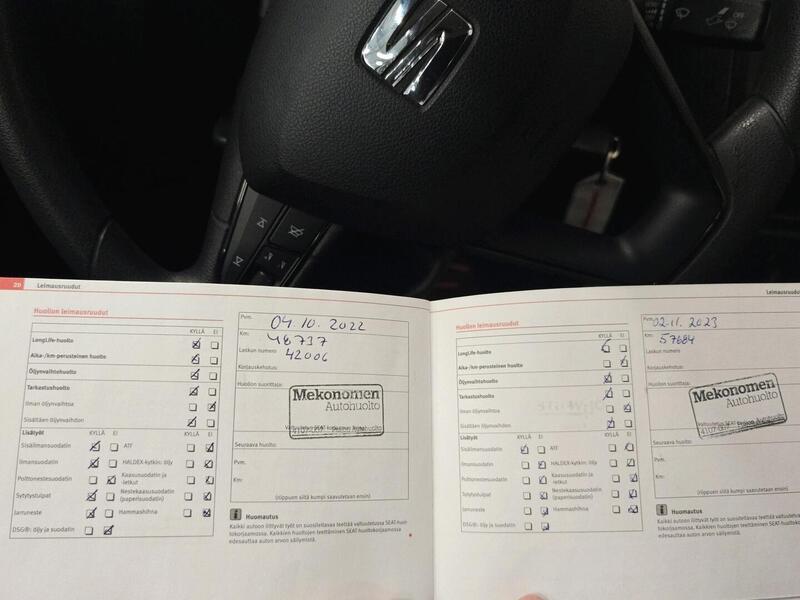 20 Leimausruudut
Huollon leimausruudut
KYLLÄ EI
LongLife-huolto
Aika-/km-perusteinen huolto
Öljynvaihtohuolto
Tarkastushuolto
Ilman öljynvaihtoa
Sisältäen öljynvaihdon
Lisätyöt KYLLÄ EI KYLLÄ EI
Sisäilmansuodatin ATF
Ilmansuodatin HALDEX-kytkin: öljy
Polttonestesuodatin Kaasusuodatin ja
-letkut
Sytytystulpat Nestekaasusuodatin
(paperisuodatin)
Jarruneste Hammashihna
DSG®: öljy ja suodatin
Pvm. 04.10.2022
Km: 48737
Laskun numero
42006
Korjauskehotus:
Huollon suorittaja:
Mekonomen
Autohuolto
Seuraava huolto:
Pvm.
Km.
(riippuen siitä kumpi saavutetaan ensin)
Huomautus
Kaikki autoon liittyvät työt on suositeltavaa teettää valtuutetussa SEAT-huol-
tokorjaamossa. Kaikkien huoltojen teettäminen SEAT-huoltokorjaamossa
edesauttaa auton arvon säilymistä.
Leimausruudut
Huollon leimausruudut
KYLLÄ EI
LongLife-huolto
Aika-/km-perusteinen huolto
Öljynvaihtohuolto
Tarkastushuolto
Ilman öljynvaihtoa
Sisältäen öljynvaihdon
Lisätyöt KYLLÄ EI KYLLÄ EI
Sisäilmansuodatin ATF
Ilmansuodatin HALDEX-kytkin: öljy
Polttonestesuodatin Kaasusuodatin ja
-letkut
Sytytystulpat Nestekaasusuodatin
(paperisuodatin)
Jarruneste Hammashihna
DSG®: öljy ja suodatin
Pvm. 02.11.2023
Km: 57684
Laskun numero
Korjauskehotus:
Huollon suorittaja:
Mekonomen
Autohuolto
Seuraava huolto:
Pvm.
Km.
(riippuen siitä kumpi saavutetaan ensin)
Huomautus
Kaikki autoon liittyvät työt on suositeltavaa teettää valtuutetussa SEAT-huol-
tokorjaamossa. Kaikkien huoltojen teettäminen SEAT-huoltokorjaamossa
edesauttaa auton arvon säilymistä.